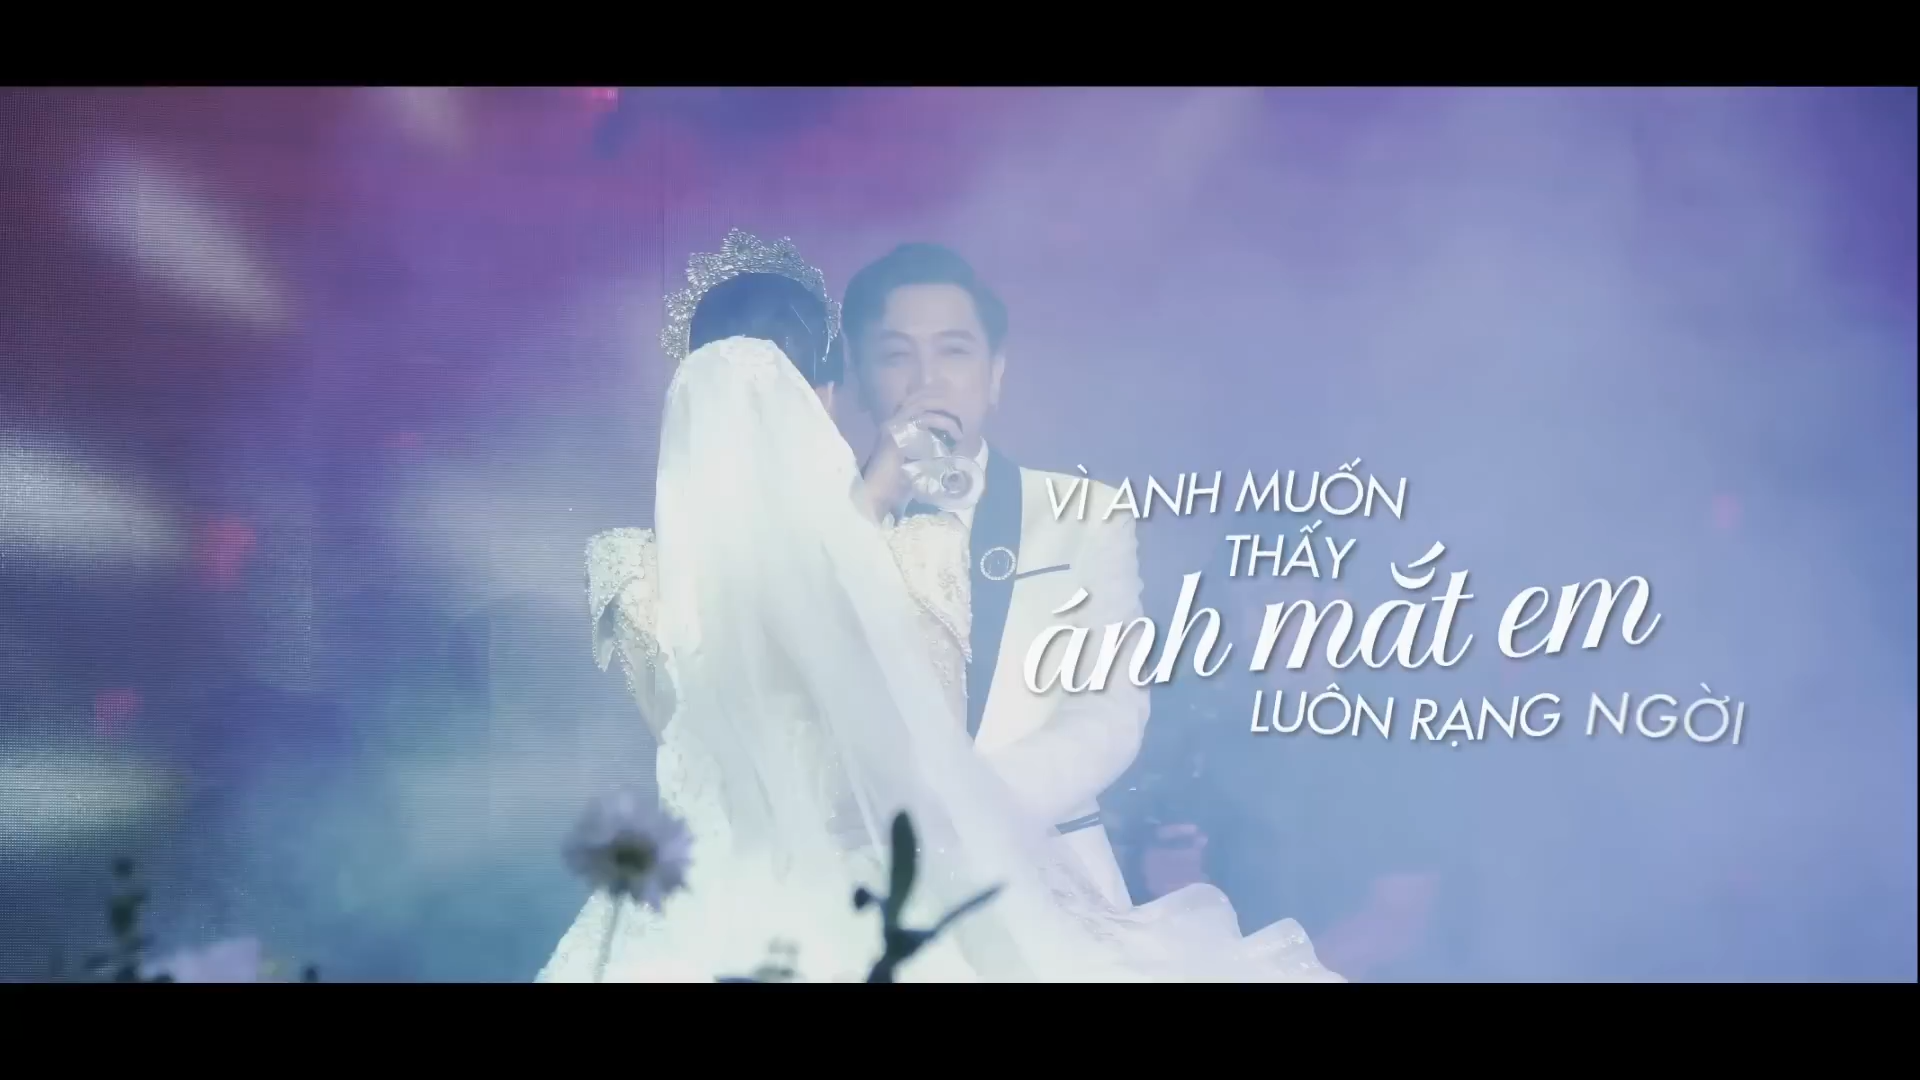 VÌ ANH MUỐN
THẤY
ánh mắt em
LUÔN RẠNG NGỜI